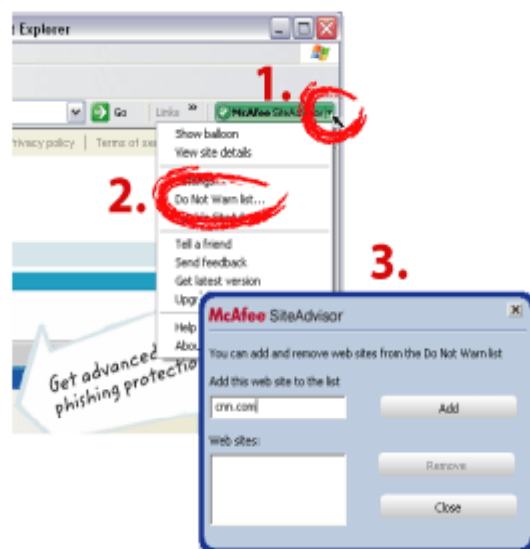 t Explorer
1.
Go
Links »
McAfee SiteAdvisor
rivacy policy | Terms of
Show balloon
View site details
2.
Do Not Warn list...
Tell a friend
Send feedback
Get latest version
3.
Help
Abou
Get advanced
phishing protectio
McAfee SiteAdvisor
You can add and remove web sites from the Do Not Warn list
Add this web site to the list
cnn.com
Add
Web sites:
Remove
Close